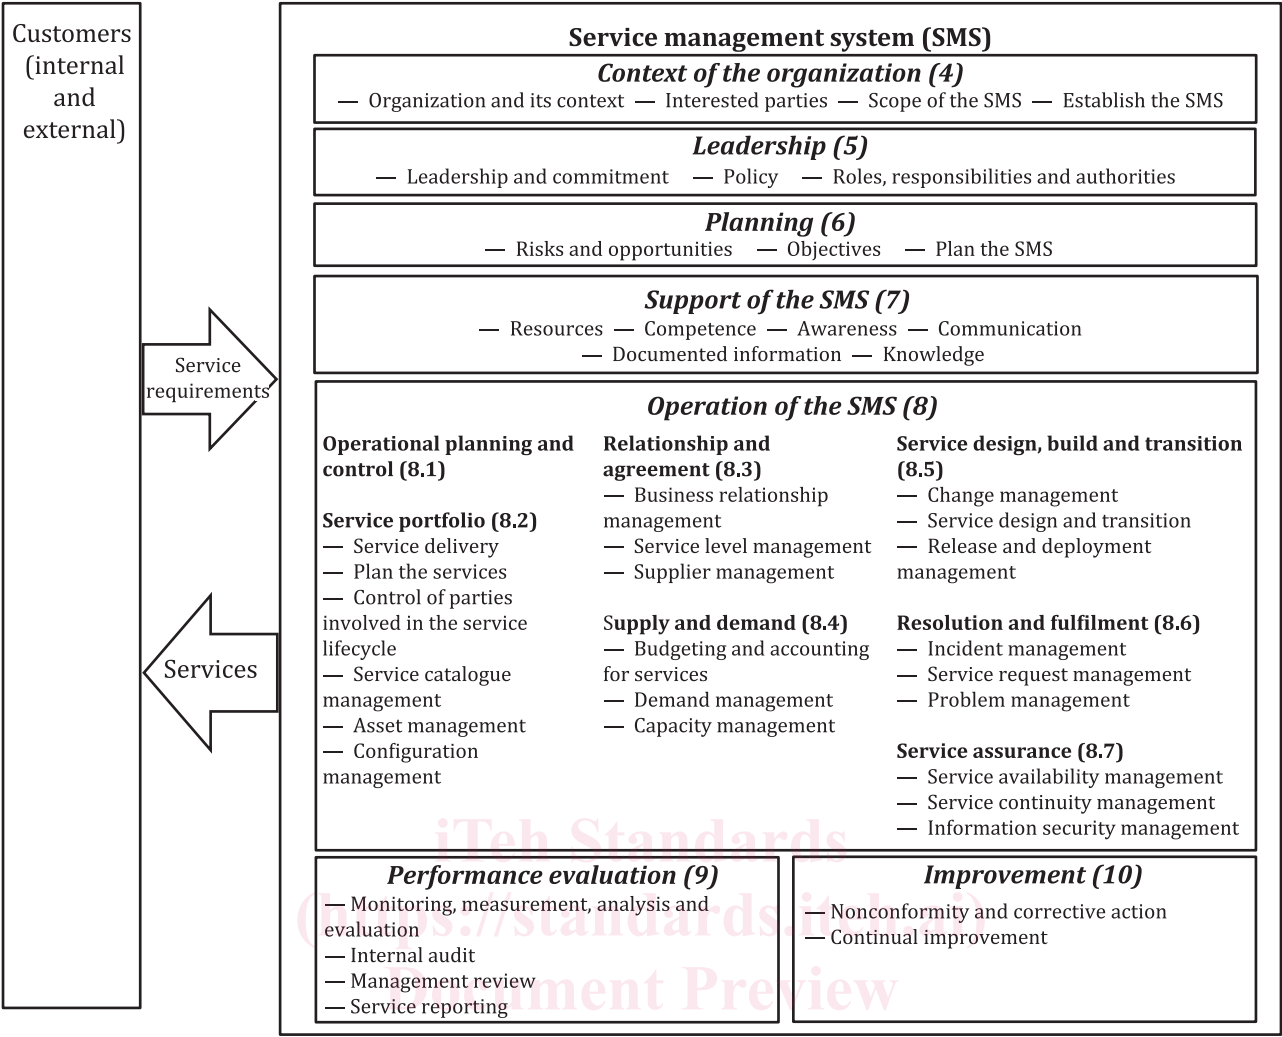 Customers
(internal
and
external)
Service
requirements
Services
Service management system (SMS)
Context of the organization (4)
— Organization and its context — Interested parties — Scope of the SMS — Establish the SMS
Leadership (5)
— Leadership and commitment — Policy — Roles, responsibilities and authorities
Planning (6)
— Risks and opportunities — Objectives — Plan the SMS
Support of the SMS (7)
— Resources — Competence — Awareness — Communication
— Documented information — Knowledge
Operation of the SMS (8)
Operational planning and
control (8.1)
Service portfolio (8.2)
— Service delivery
— Plan the services
— Control of parties
involved in the service
lifecycle
— Service catalogue
management
— Asset management
— Configuration
management
Relationship and
agreement (8.3)
— Business relationship
management
— Service level management
— Supplier management
Supply and demand (8.4)
— Budgeting and accounting
for services
— Demand management
— Capacity management
Service design, build and transition
(8.5)
— Change management
— Service design and transition
— Release and deployment
management
Resolution and fulfilment (8.6)
— Incident management
— Service request management
— Problem management
Service assurance (8.7)
— Service availability management
— Service continuity management
— Information security management
Performance evaluation (9)
— Monitoring, measurement, analysis and
evaluation
— Internal audit
— Management review
— Service reporting
Improvement (10)
— Nonconformity and corrective action
— Continual improvement
iTeh Standards
(https://standards.iteh.ai)
Document Preview